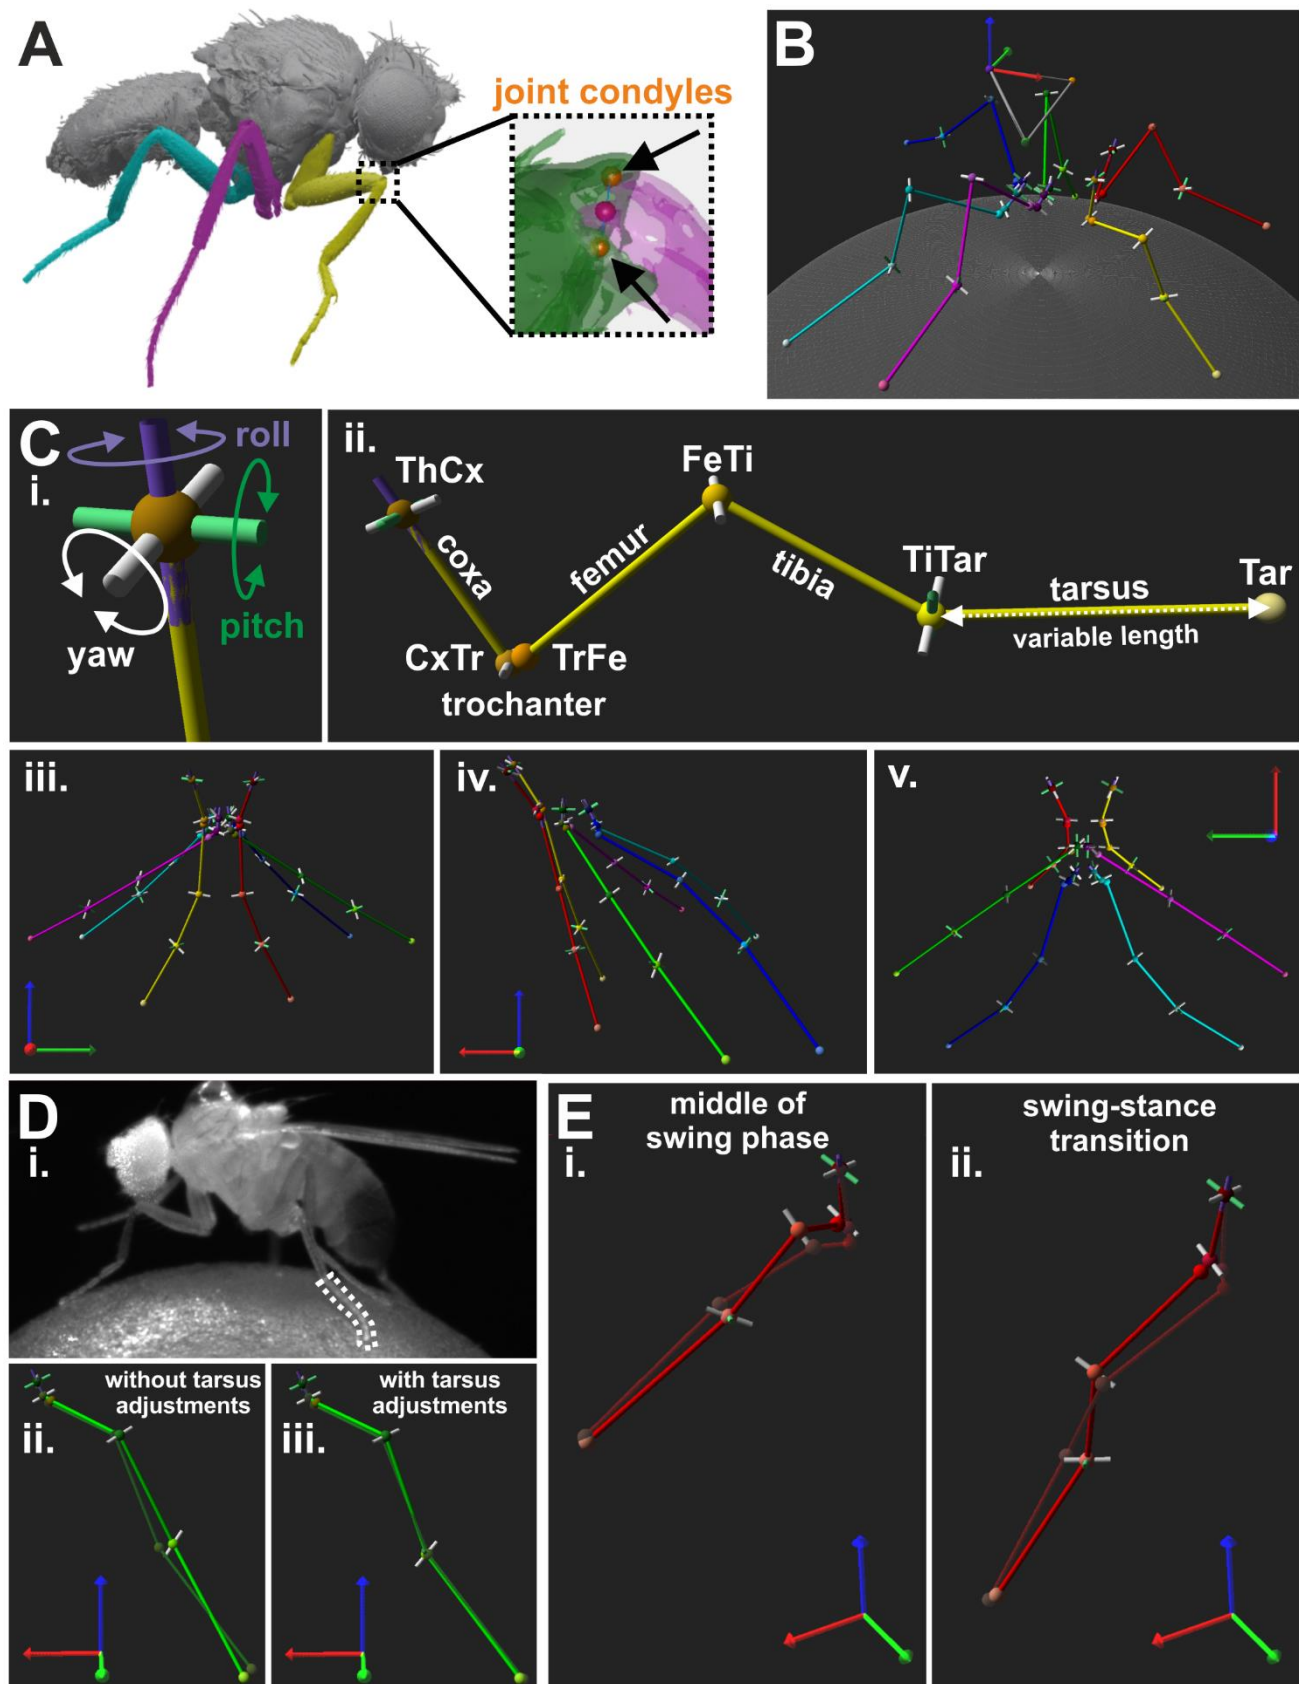 A
joint condyles
B
C
i.
roll
pitch
yaw
ii.
ThCx
FeTi
coxa
femur
tibia
TiTar
tarsus
variable length
Tar
CxTr
TrFe
trochanter
iii.
iv.
v.
D
i.
without tarsus
adjustments
ii.
with tarsus
adjustments
iii.
E
middle of
swing phase
i.
swing-stance
transition
ii.